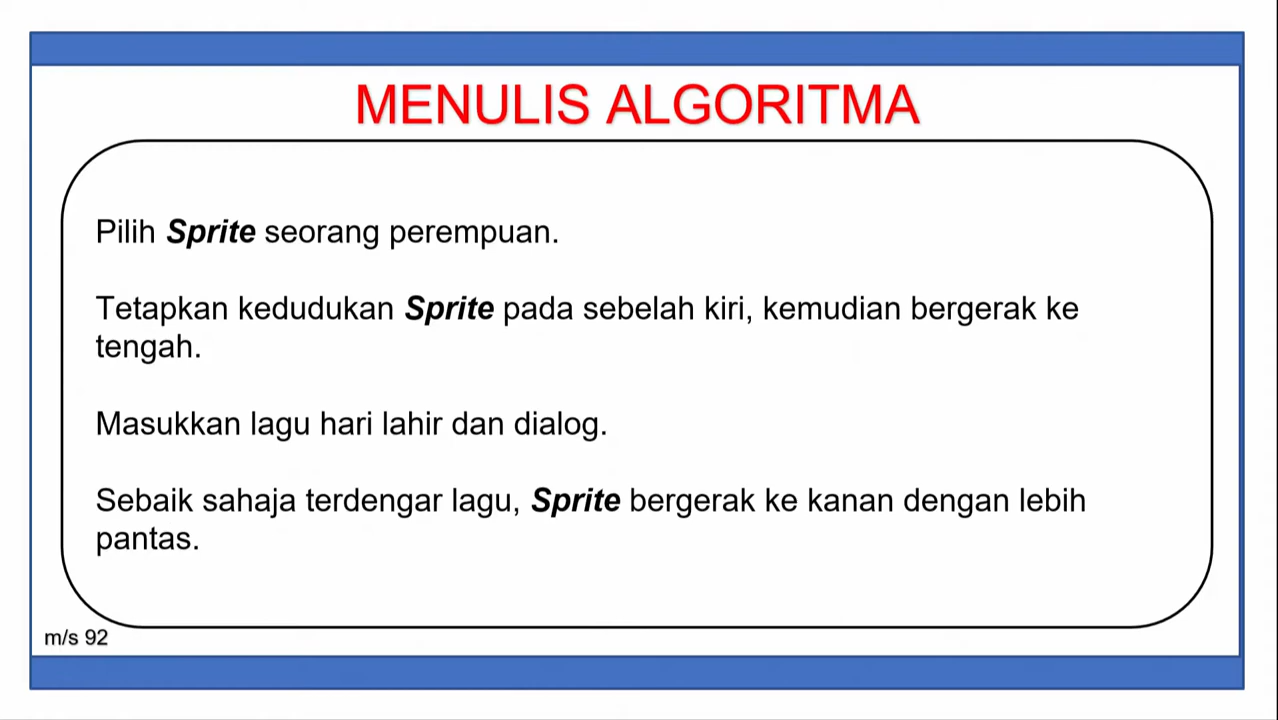 MENULIS ALGORITMA
Pilih Sprite seorang perempuan.
Tetapkan kedudukan Sprite pada sebelah kiri, kemudian bergerak ke
tengah.
Masukkan lagu hari lahir dan dialog.
Sebaik sahaja terdengar lagu, Sprite bergerak ke kanan dengan lebih
pantas.
m/s 92